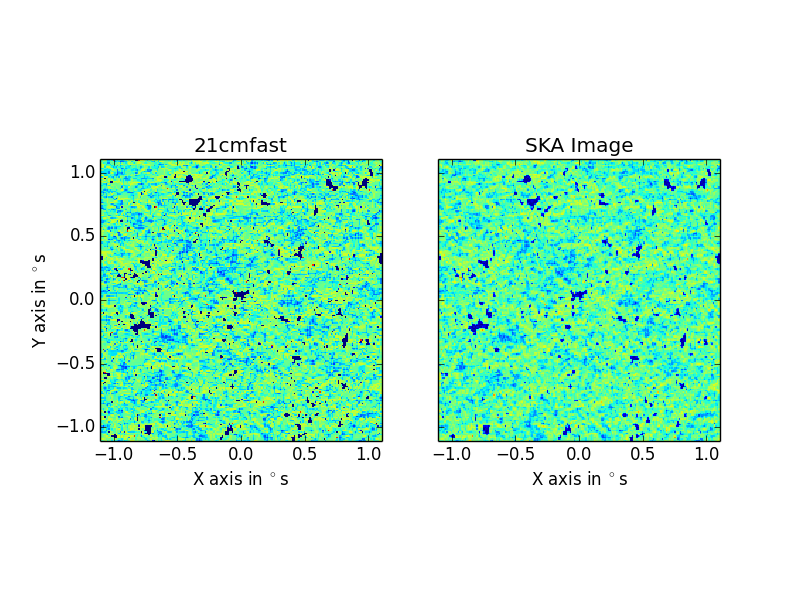 21cmfast
SKA Image
1.0
0.5
0.0
−0.5
−1.0
Y axis in °s
−1.0 −0.5 0.0 0.5 1.0
−1.0 −0.5 0.0 0.5 1.0
X axis in °s
X axis in °s